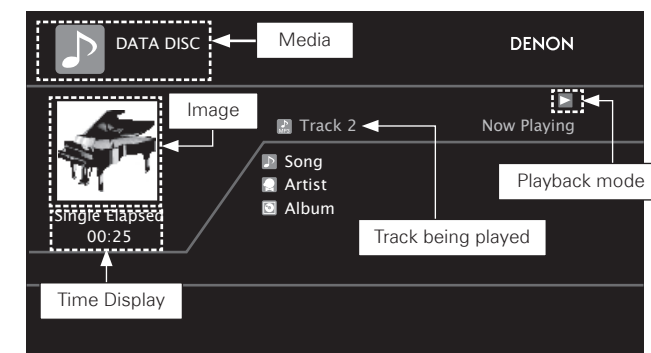 DATA DISC
Media
DENON
Image
Track 2
Now Playing
Song
Artist
Album
Playback mode
Single Elapsed
00:25
Track being played
Time Display